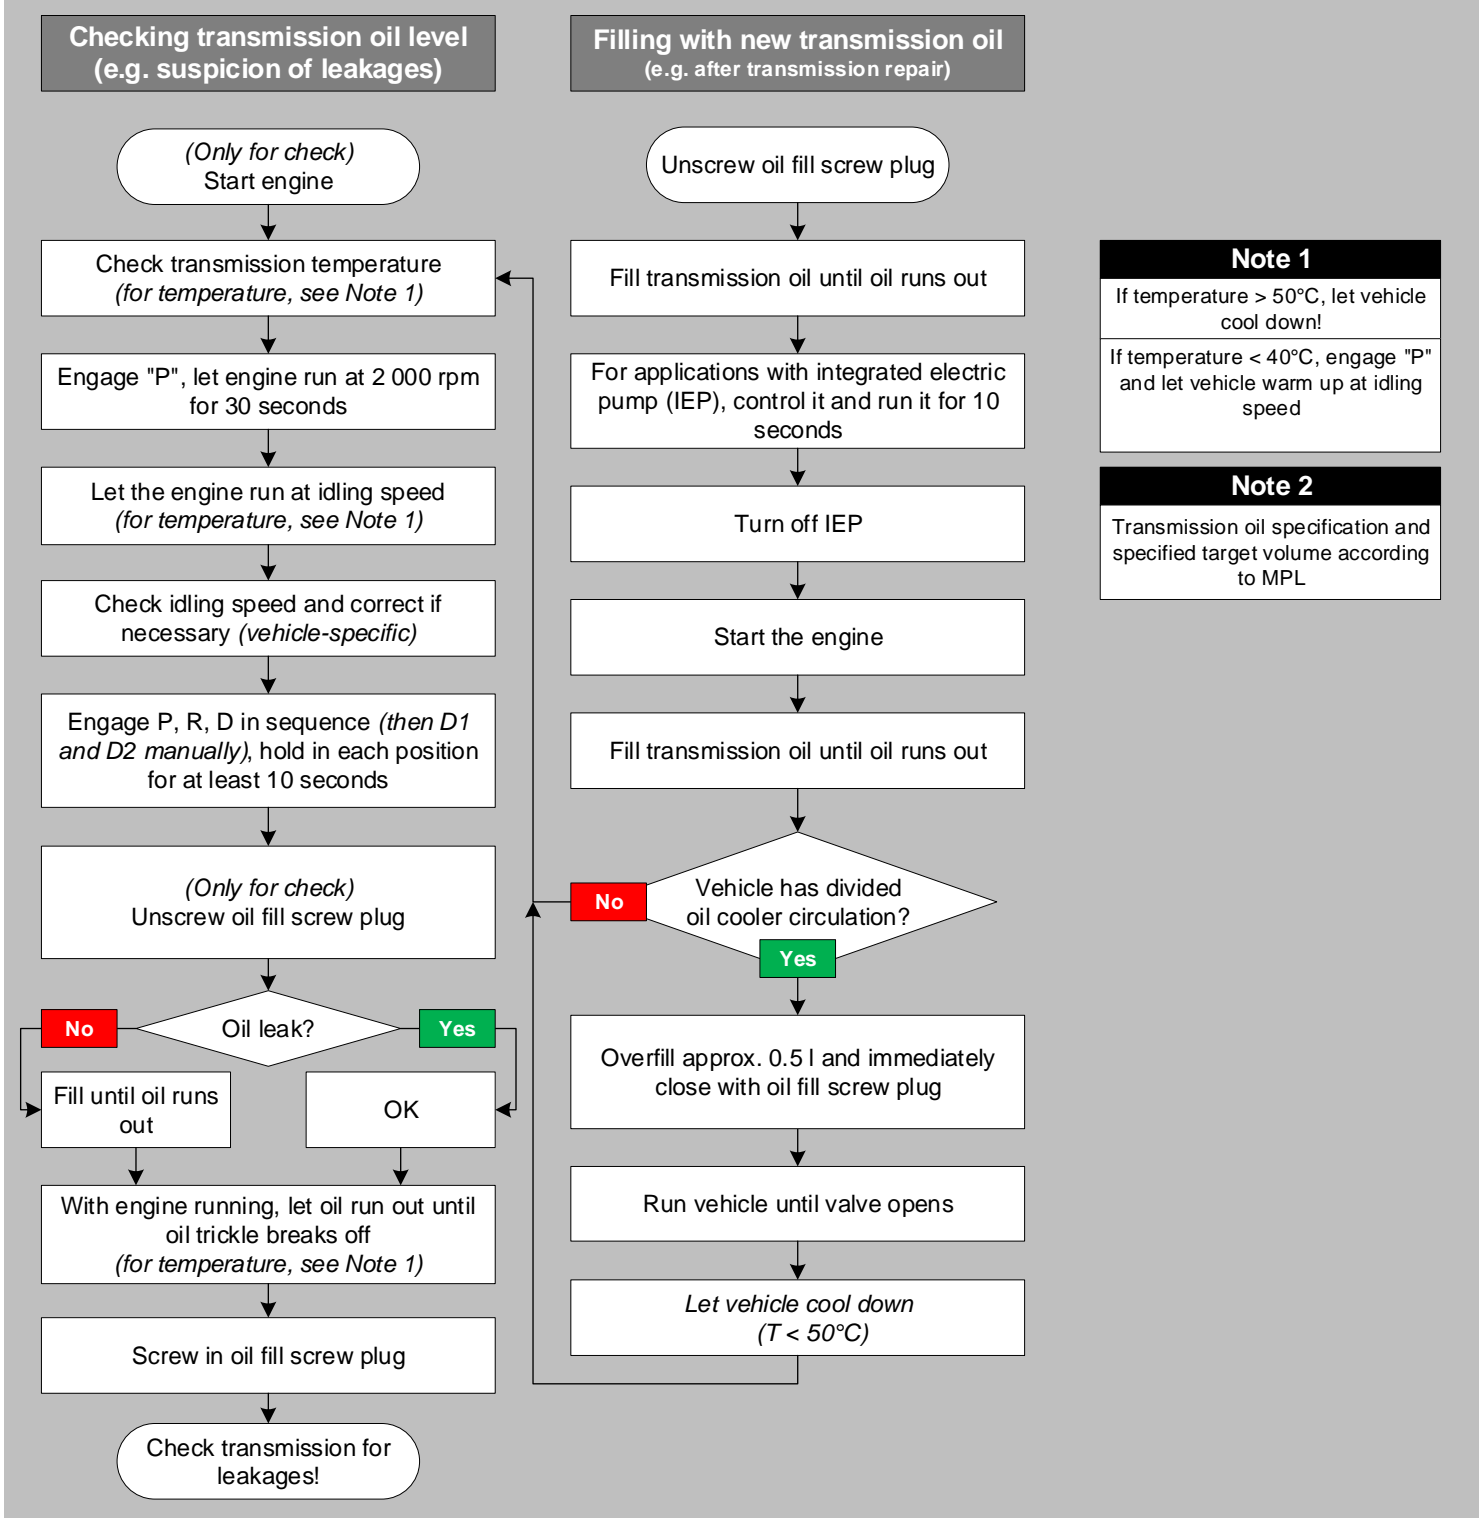 Checking transmission oil level
(e.g. suspicion of leakages)
(Only for check)
Start engine
Check transmission temperature
(for temperature, see Note 1)
Engage "P", let engine run at 2 000 rpm
for 30 seconds
Let the engine run at idling speed
(for temperature, see Note 1)
Check idling speed and correct if
necessary (vehicle-specific)
Engage P, R, D in sequence (then D1
and D2 manually), hold in each position
for at least 10 seconds
(Only for check)
Unscrew oil fill screw plug
Oil leak?
No
Yes
Fill until oil runs
out
OK
With engine running, let oil run out until
oil trickle breaks off
(for temperature, see Note 1)
Screw in oil fill screw plug
Check transmission for
leakages!
Filling with new transmission oil
(e.g. after transmission repair)
Unscrew oil fill screw plug
Fill transmission oil until oil runs out
For applications with integrated electric
pump (IEP), control it and run it for 10
seconds
Turn off IEP
Start the engine
Fill transmission oil until oil runs out
Vehicle has divided
oil cooler circulation?
No
Yes
Overfill approx. 0.5 l and immediately
close with oil fill screw plug
Run vehicle until valve opens
Let vehicle cool down
(T < 50°C)
Note 1
If temperature > 50°C, let vehicle
cool down!
If temperature < 40°C, engage "P"
and let vehicle warm up at idling
speed
Note 2
Transmission oil specification and
specified target volume according
to MPL